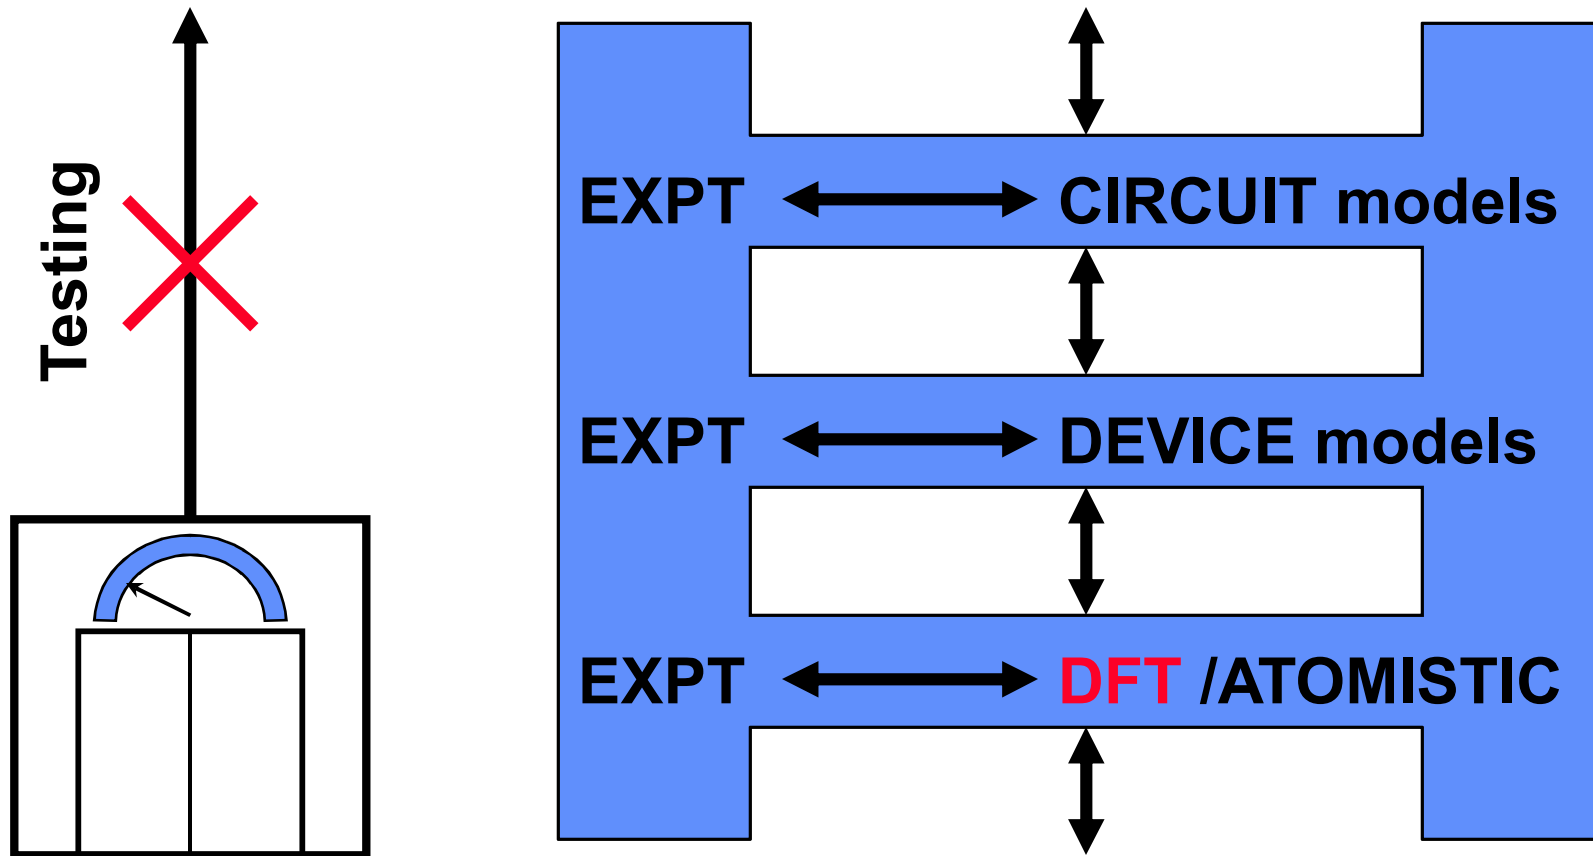 Testing
EXPT CIRCUIT models
EXPT DEVICE models
EXPT DFT /ATOMISTIC